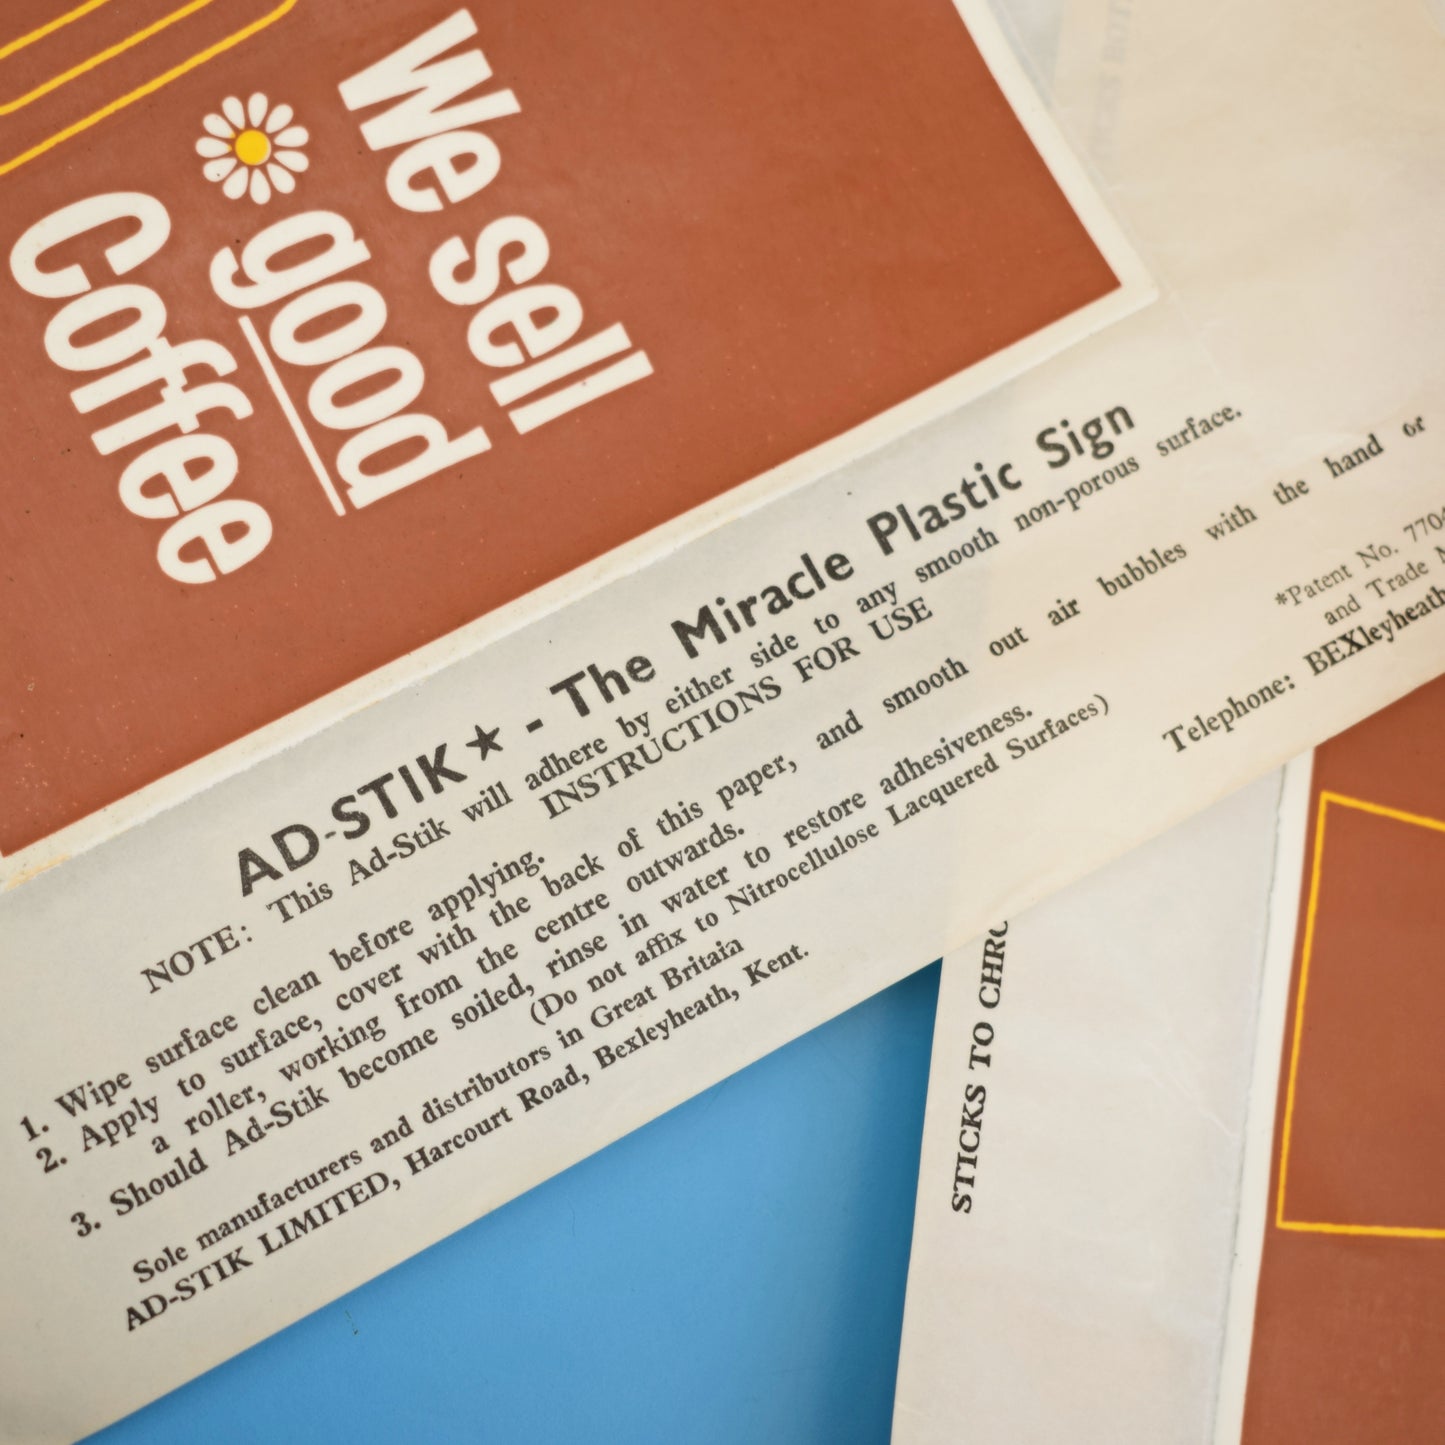 We sell
good
Coffee
AD-STIK★ - The Miracle Plastic Sign
NOTE: This Ad-Stik will adhere by either side to any smooth non-porous surface.
INSTRUCTIONS FOR USE
1. Wipe surface clean before applying.
2. Apply to surface, cover with the back of this paper, and smooth out air bubbles with the hand or
a roller, working from the centre outwards.
3. Should Ad-Stik become soiled, rinse in water to restore adhesiveness.
(Do not affix to Nitrocellulose Lacquered Surfaces)
Sole manufacturers and distributors in Great Britain
*Patent No.
and Trade
AD-STIK LIMITED, Harcourt Road, Bexleyheath, Kent.
Telephone: BEXleyheath
STICKS TO